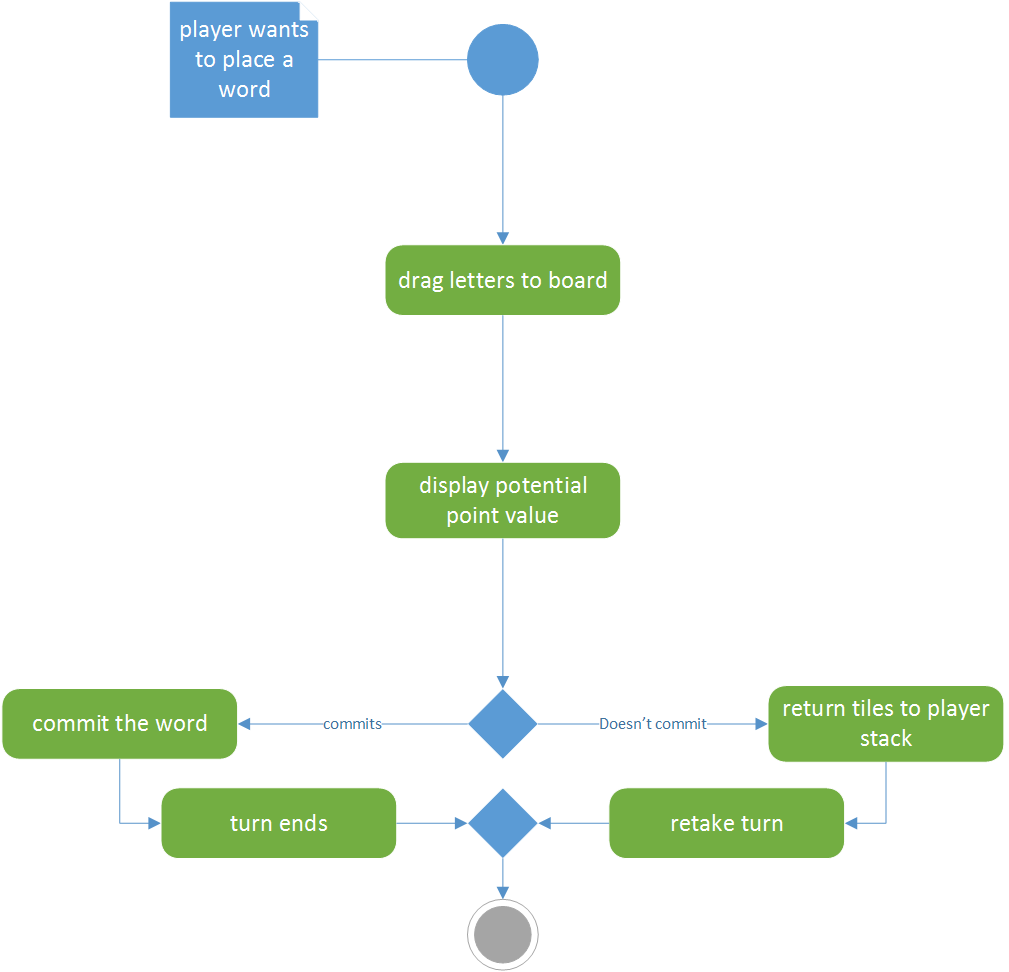 player wants
to place a
word
drag letters to board
display potential
point value
commit the word
commits
Doesn't commit
return tiles to player
stack
turn ends
retake turn